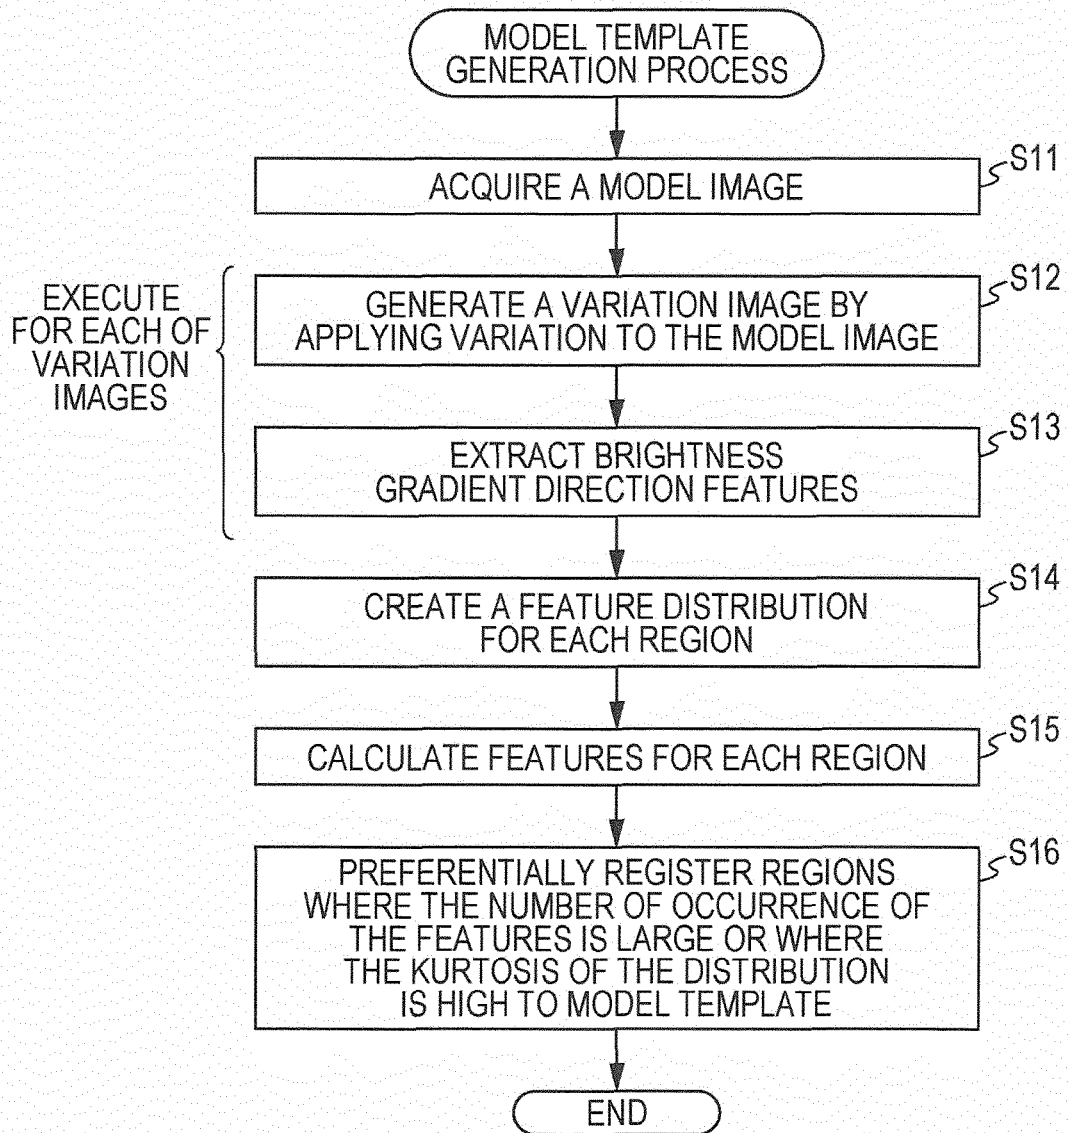 MODEL TEMPLATE
GENERATION PROCESS
S11
ACQUIRE A MODEL IMAGE
EXECUTE
FOR EACH OF
VARIATION
IMAGES
S12
GENERATE A VARIATION IMAGE BY
APPLYING VARIATION TO THE MODEL IMAGE
S13
EXTRACT BRIGHTNESS
GRADIENT DIRECTION FEATURES
S14
CREATE A FEATURE DISTRIBUTION
FOR EACH REGION
S15
CALCULATE FEATURES FOR EACH REGION
S16
PREFERENTIALLY REGISTER REGIONS
WHERE THE NUMBER OF OCCURRENCE OF
THE FEATURES IS LARGE OR WHERE
THE KURTOSIS OF THE DISTRIBUTION
IS HIGH TO MODEL TEMPLATE
END